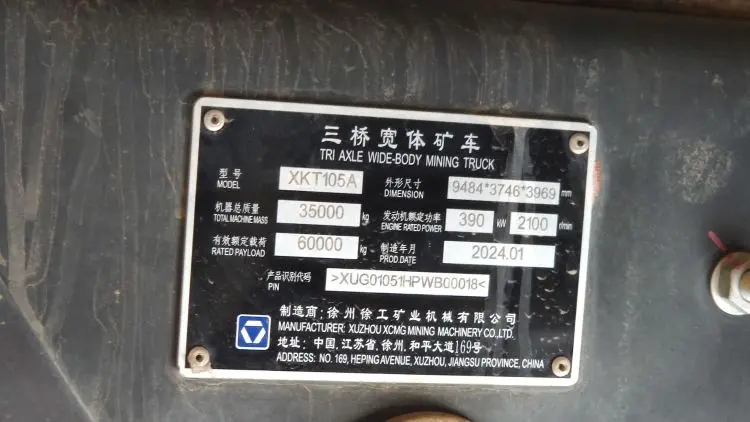 三桥宽体矿车
TRI AXLE WIDE-BODY MINING TRUCK
型号 MODEL XKT105A 外形尺寸 DIMENSION 9484*3746*3969 mm
机器总质量 TOTAL MACHINE MASS 35000 kg 发动机额定功率 ENGINE RATED POWER 390 kW 2100 r/min
有效额定载荷 RATED PAYLOAD 60000 kg 制造年月 PROD.DATE 2024.01
产品识别代码 PIN >XUG01051HPWB00018<
制造商: 徐州徐工矿业机械有限公司
MANUFACTURER: XUZHOU XCMG MINING MACHINERY CO.,LTD.
地址: 中国, 江苏省, 徐州, 和平大道169号
ADDRESS: NO. 169, HEPING AVENUE, XUZHOU, JIANGSU PROVINCE, CHINA